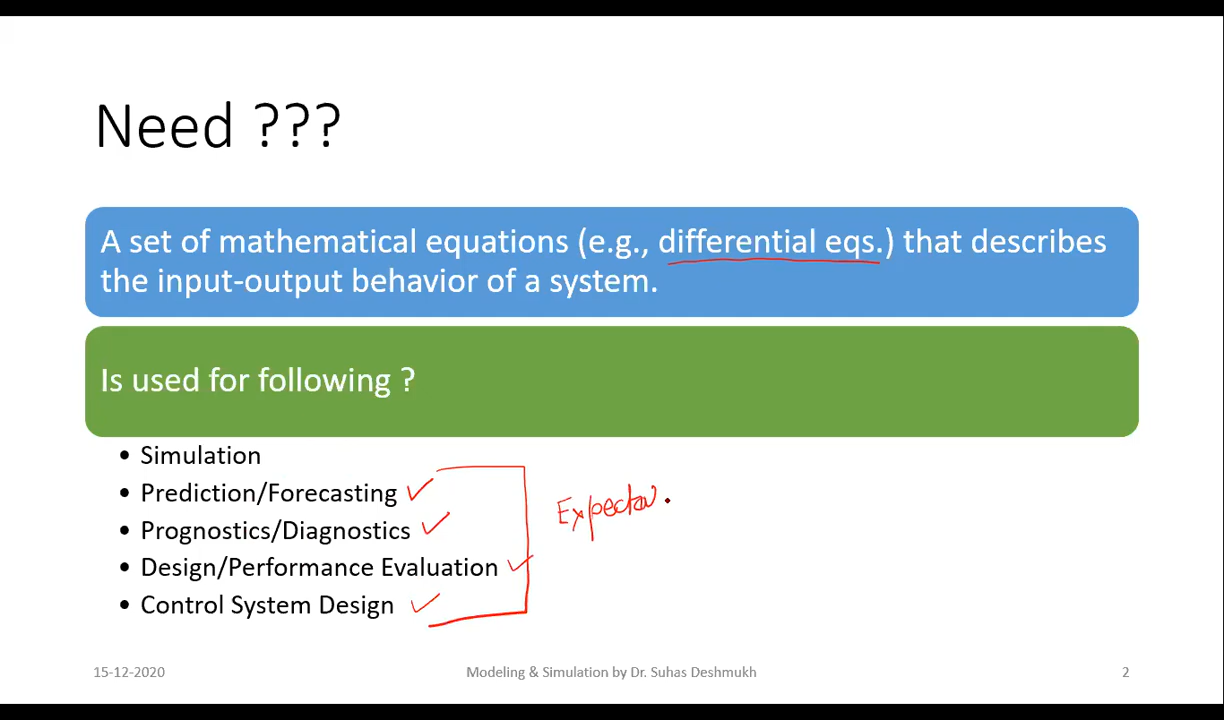 Need ???
A set of mathematical equations (e.g., differential eqs.) that describes
the input-output behavior of a system.
Is used for following ?
• Simulation
• Prediction/Forecasting
• Prognostics/Diagnostics
• Design/Performance Evaluation
• Control System Design
15-12-2020
Modeling & Simulation by Dr. Suhas Deshmukh
2